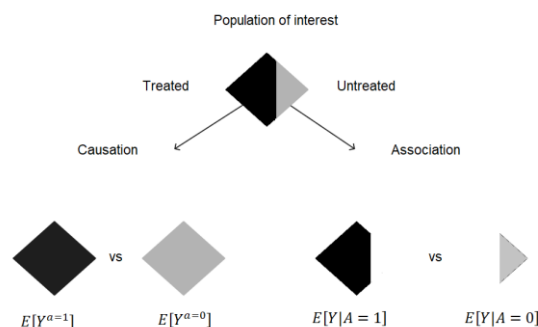 Population of interest
Treated
Untreated
Causation
Association
vs
vs
E[Y^{a=1}]
E[Y^{a=0}]
E[Y|A = 1]
E[Y|A = 0]